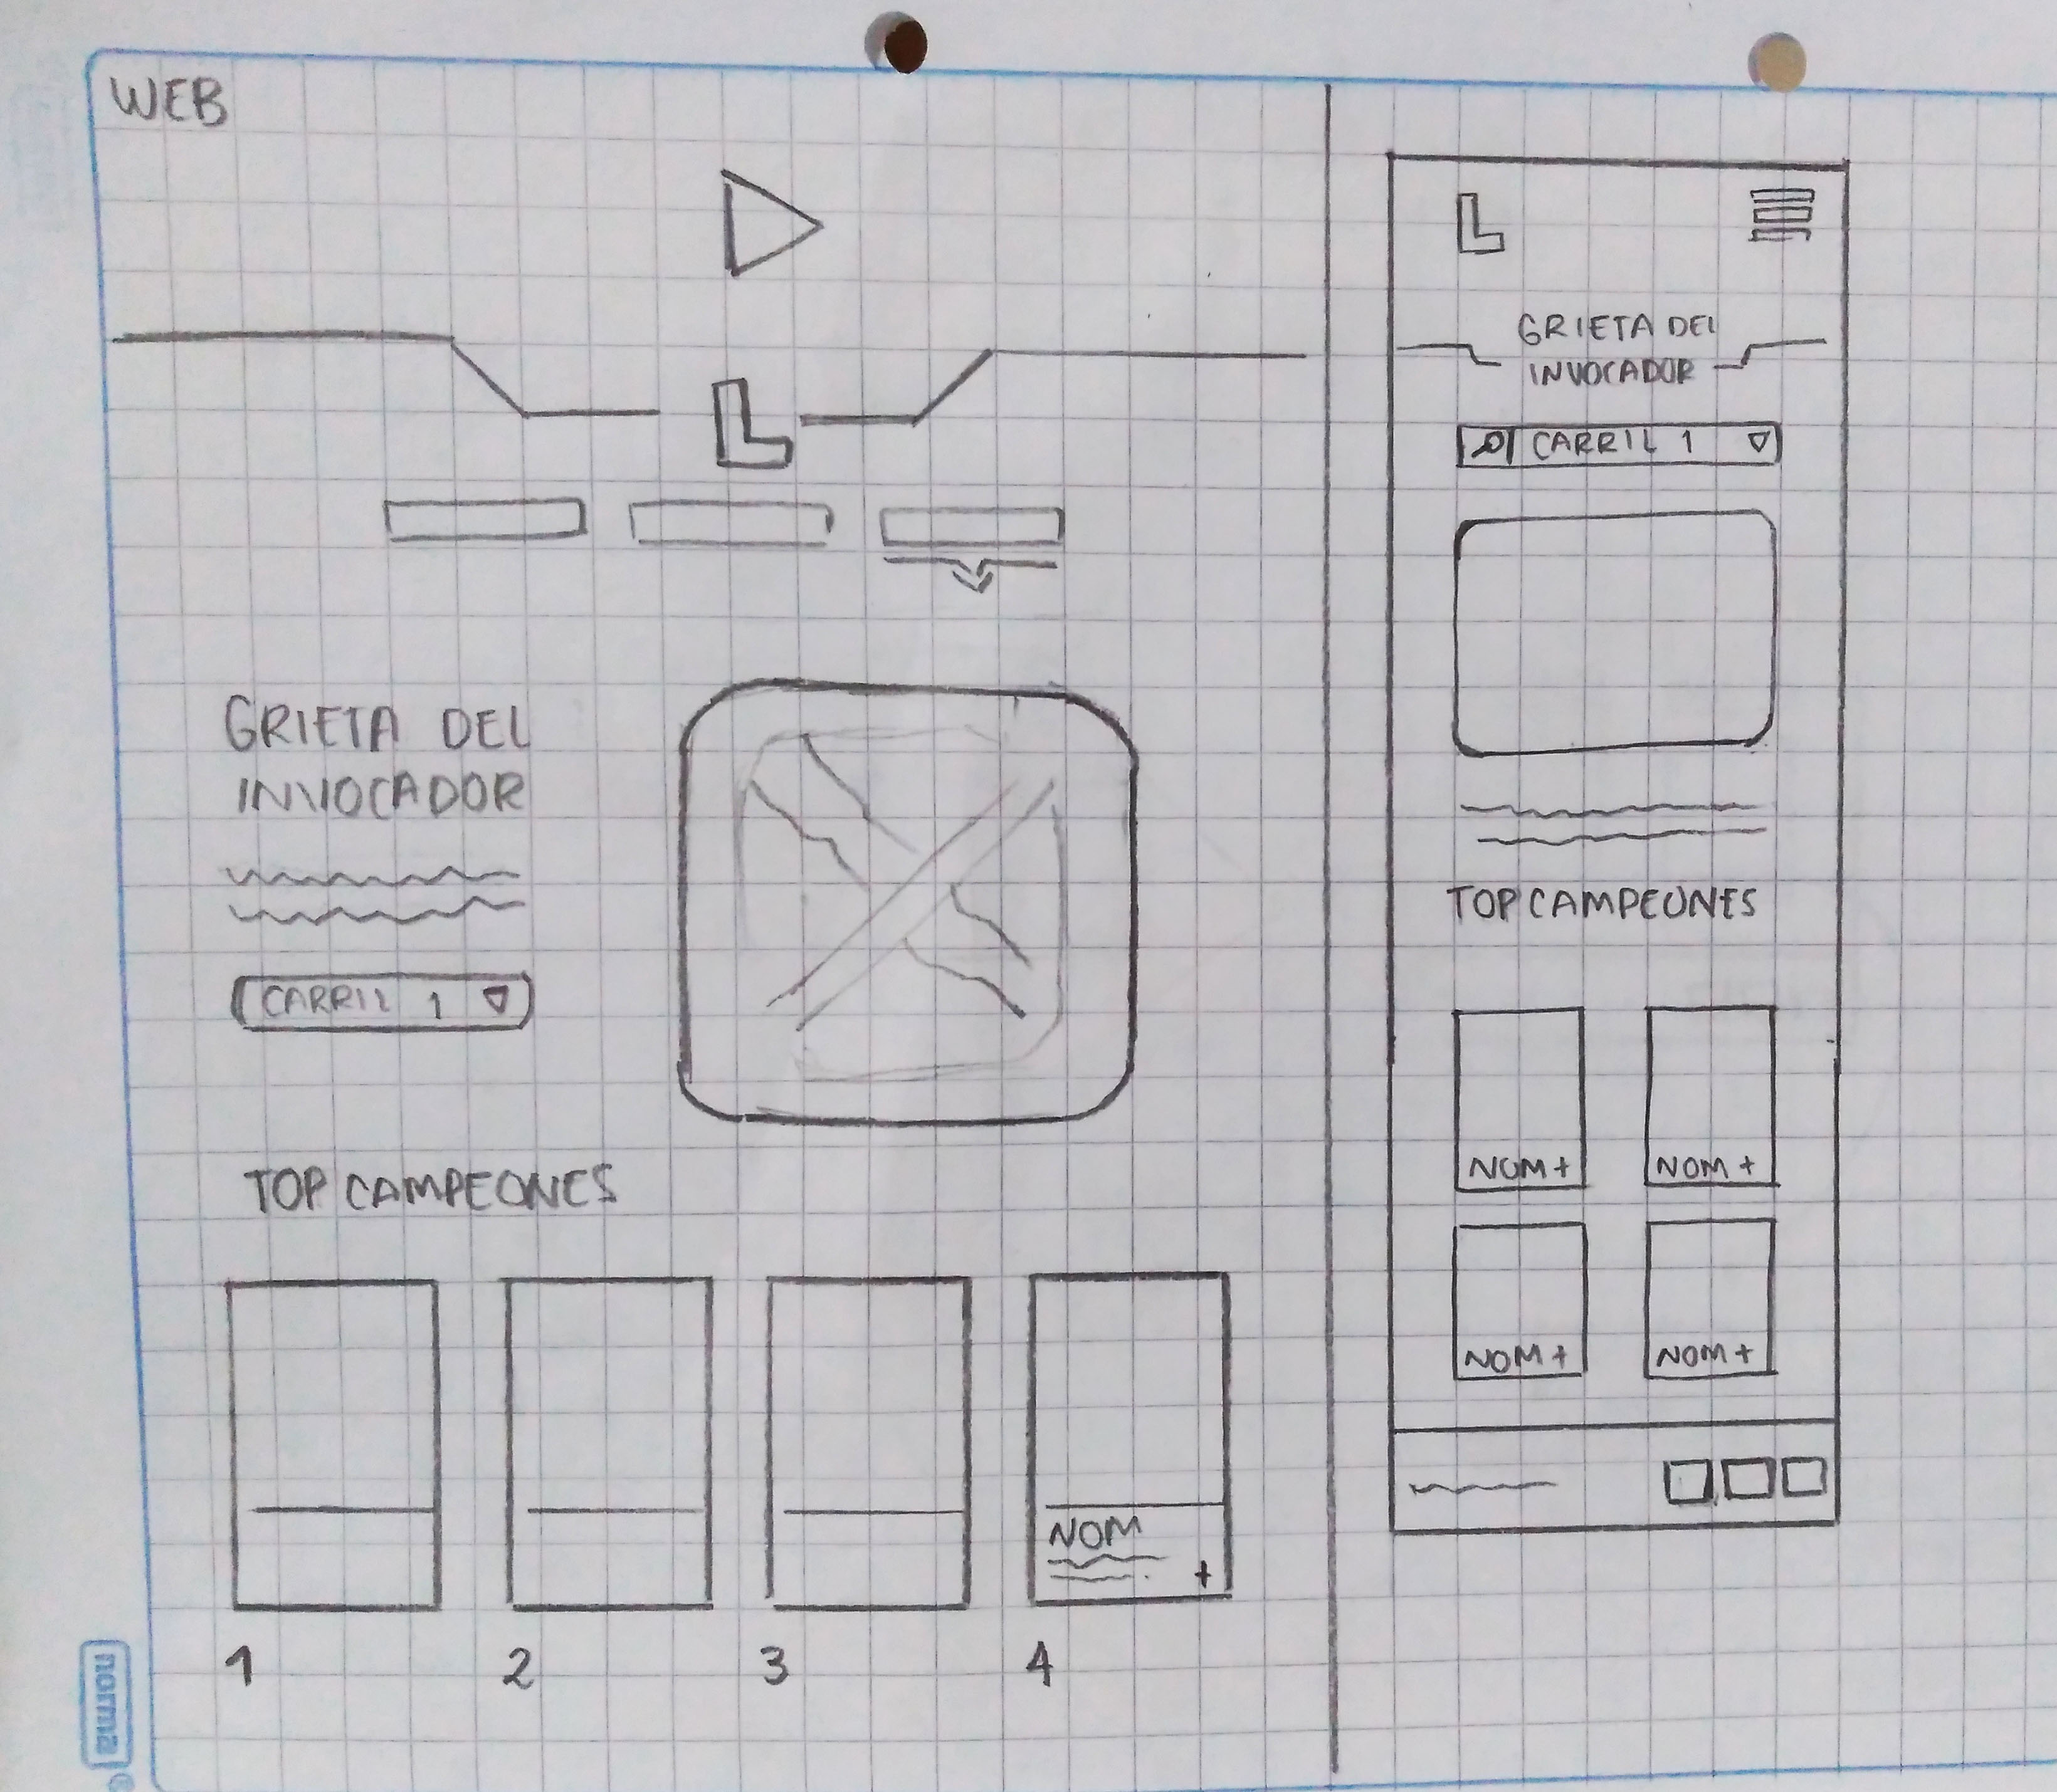 WEB
L
GRIETA DEL
INVOCADOR
CARRIL 1
TOP CAMPEONES
NOM
+
1 2 3 4
L
GRIETA DEL
INVOCADOR
CARRIL 1
TOP CAMPEONES
NOM + NOM +
NOM + NOM +
norma